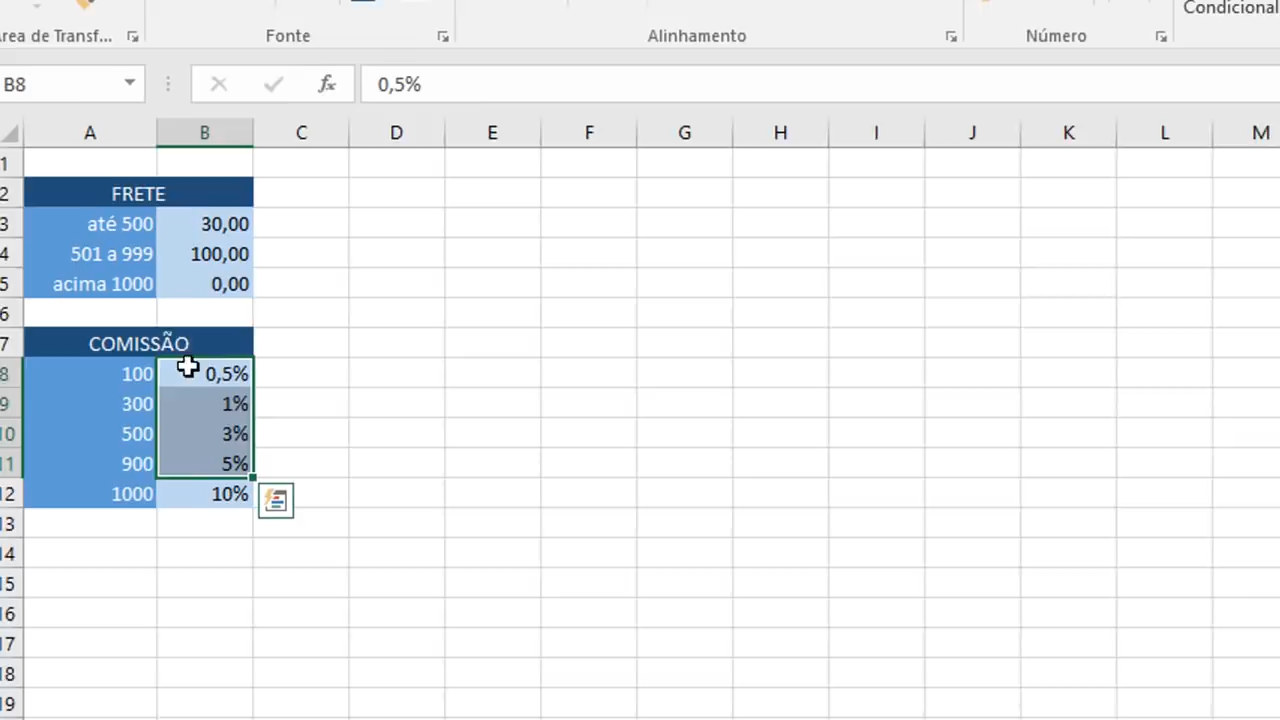 Condicional
Área de Transf... Fonte Alinhamento Número
B8 fx 0,5%
A B C D E F G H I J K L M
1
2 FRETE
3 até 500 30,00
4 501 a 999 100,00
5 acima 1000 0,00
6
7 COMISSÃO
8 100 0,5%
9 300 1%
10 500 3%
11 900 5%
12 1000 10%
13
14
15
16
17
18
19